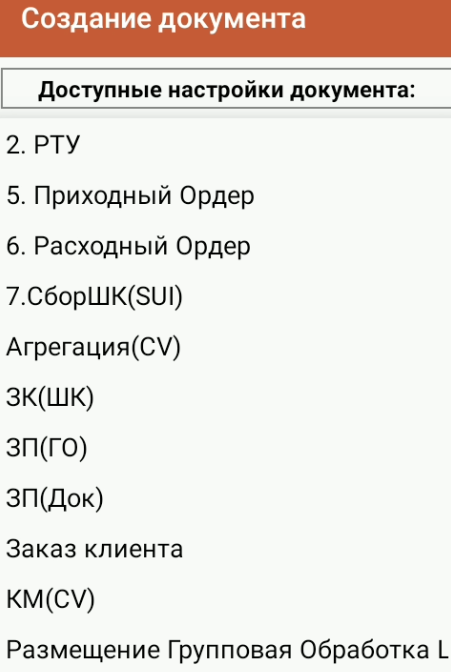 Создание документа
Доступные настройки документа:
2. РТУ
5. Приходный Ордер
6. Расходный Ордер
7.СборШК(SUI)
Агрегация(CV)
ЗК(ШК)
ЗП(ГО)
ЗП(Док)
Заказ клиента
КМ(CV)
Размещение Групповая Обработка L